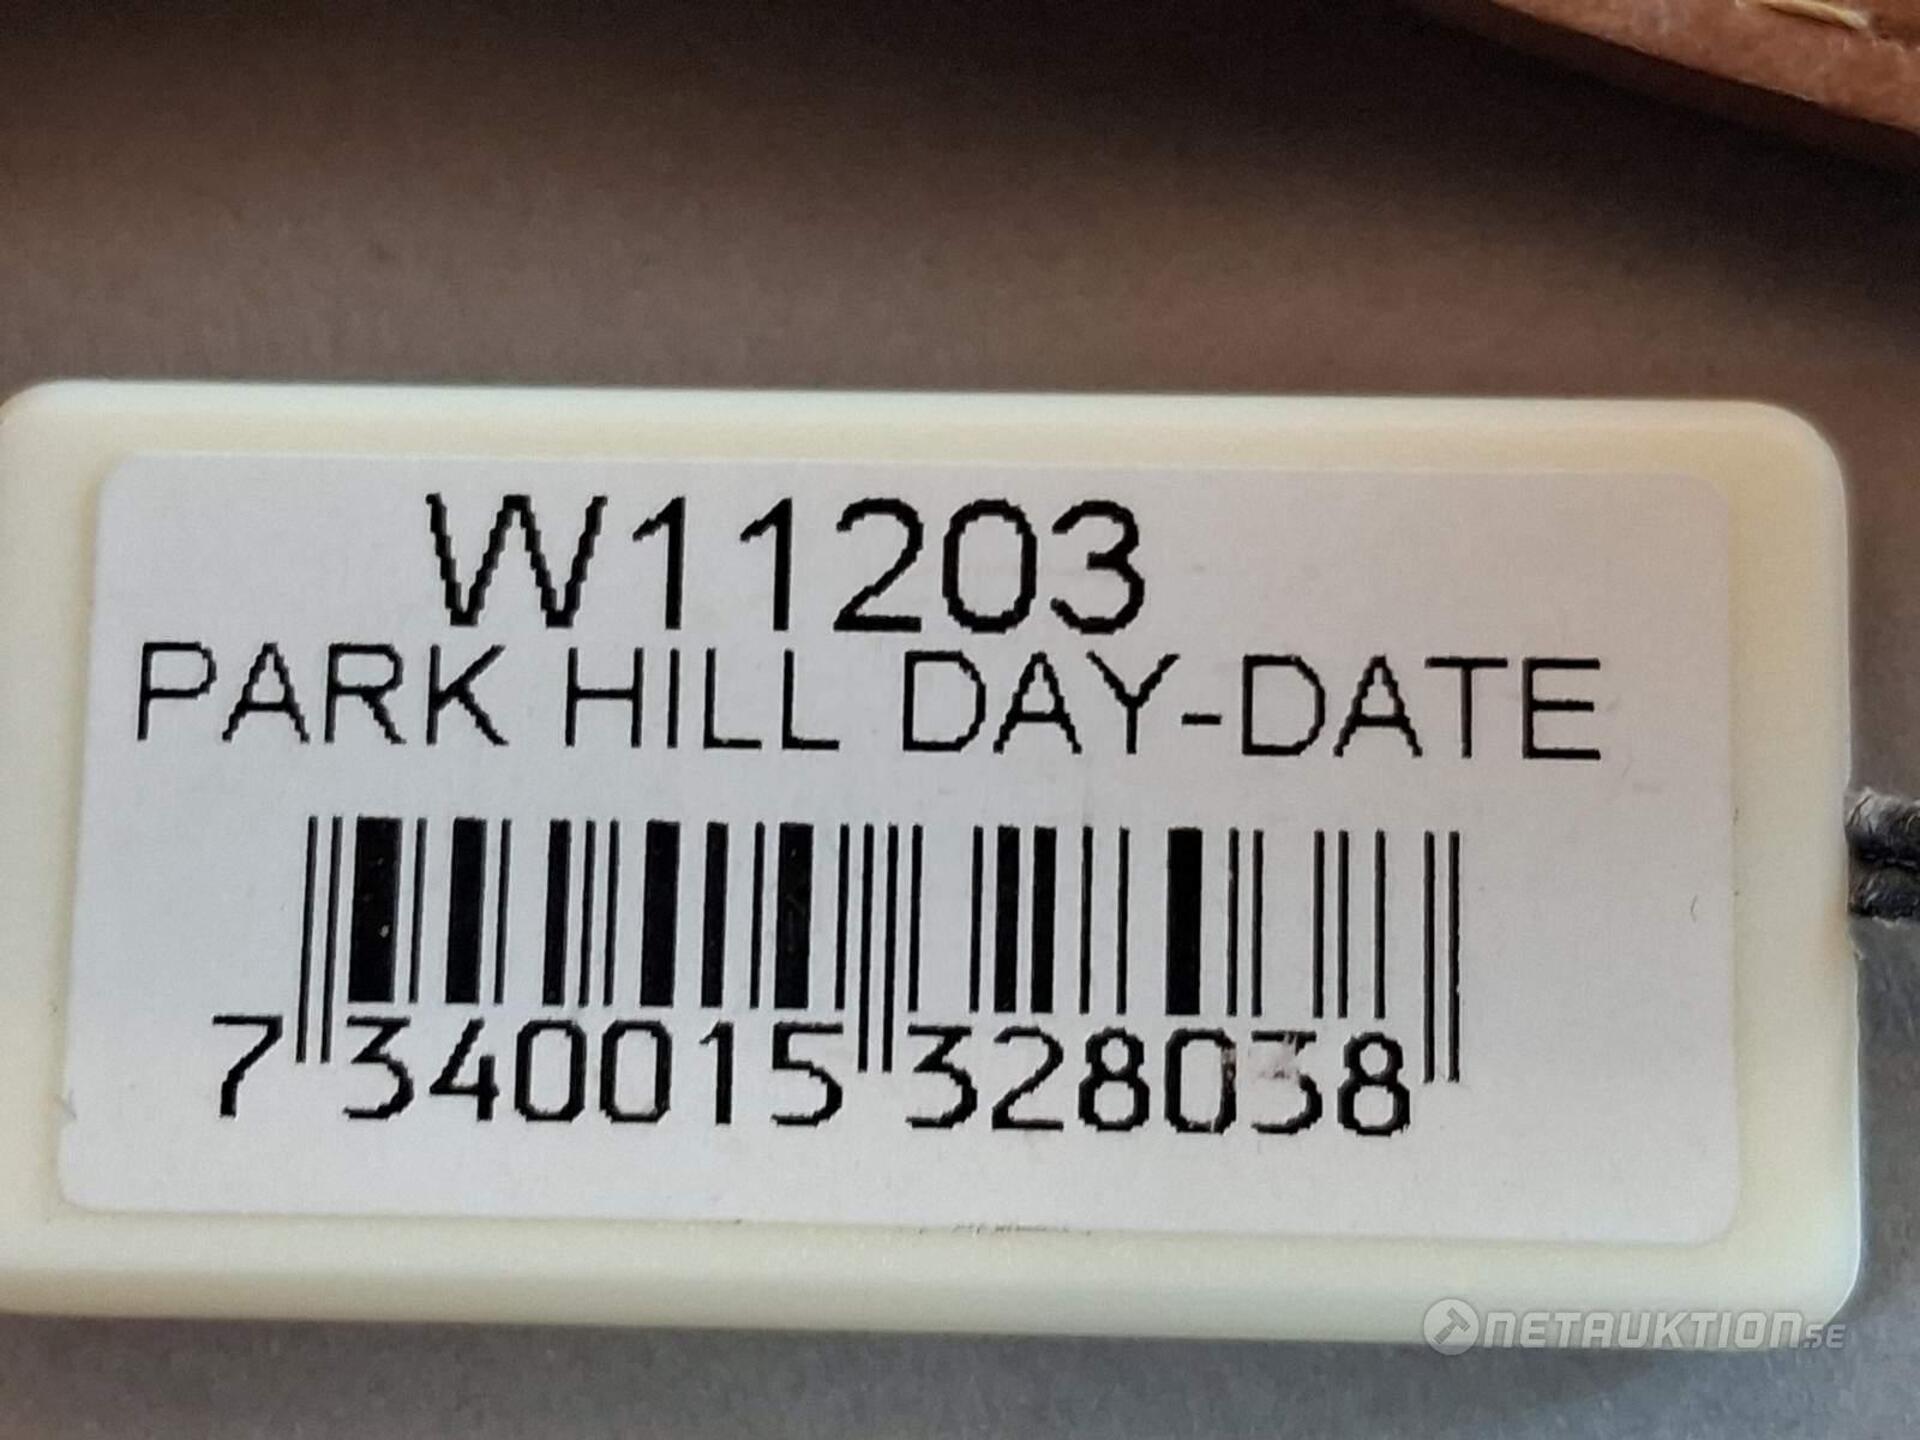 W11203
PARK HILL DAY-DATE
7 340015 328038
NETAUKTION.SE